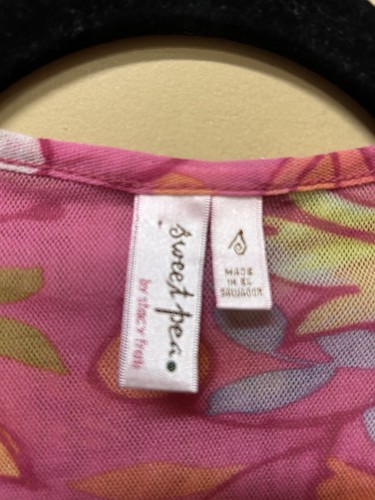 sweet pea
by stacy frati
MADE
IN EL
SALVADOR